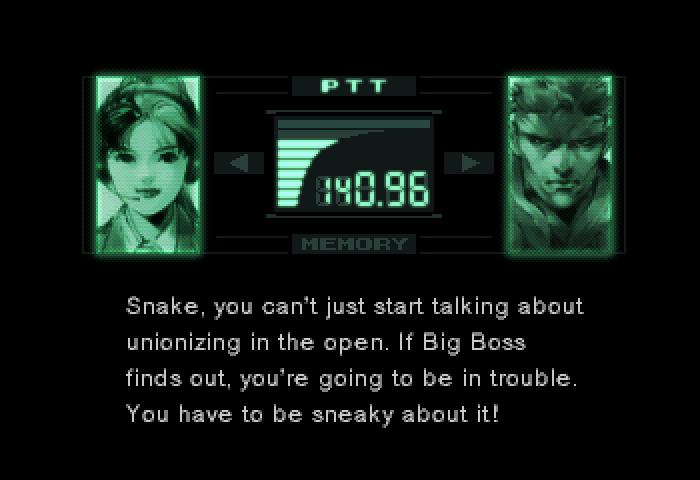 PTT
140.96
MEMORY
Snake, you can't just start talking about
unionizing in the open. If Big Boss
finds out, you're going to be in trouble.
You have to be sneaky about it!